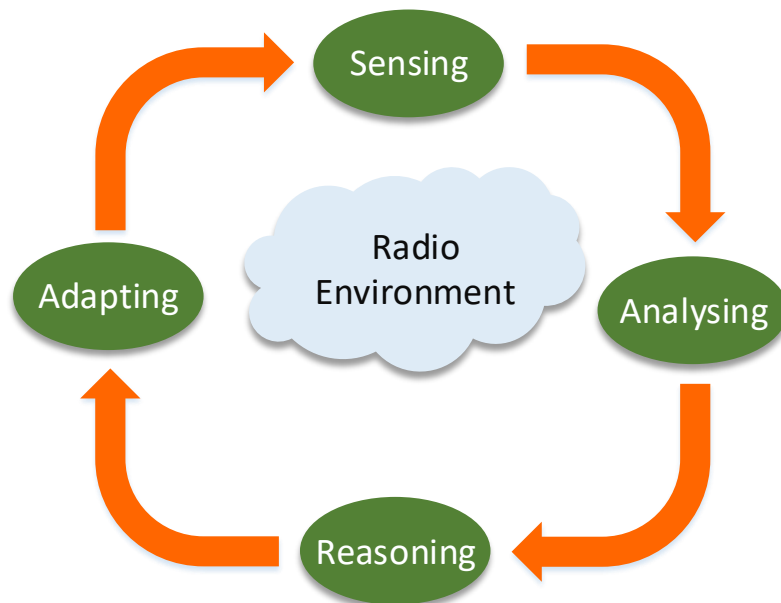 Sensing
Radio
Environment
Adapting
Analysing
Reasoning